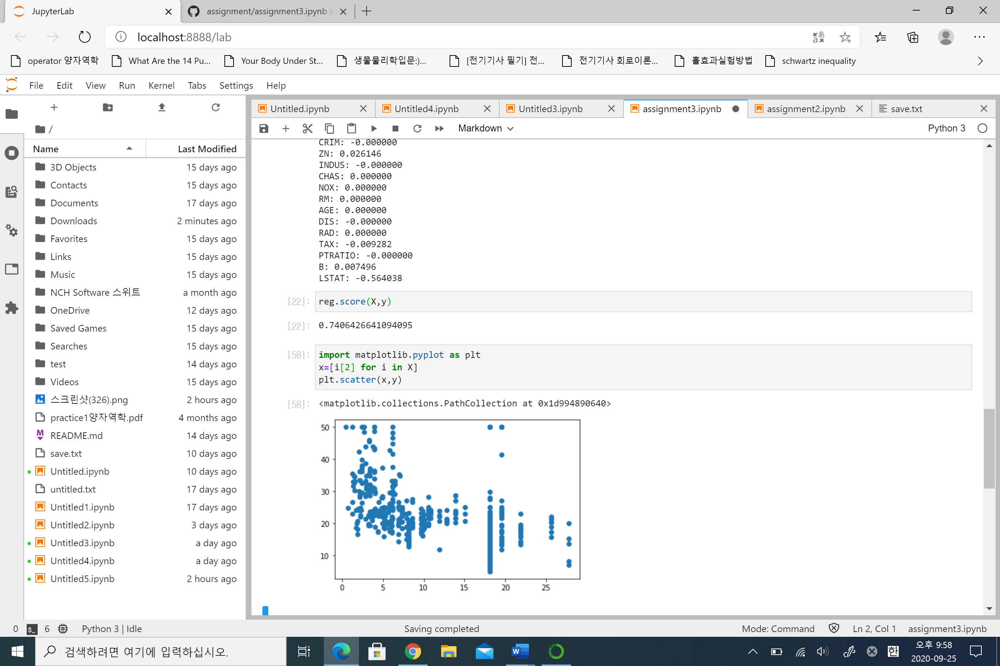 JupyterLab
assignment/assignment3.ipynb a
localhost:8888/lab
operator 양자역학
What Are the 14 Pu...
Your Body Under St...
생물물리학입문:)...
[전기기사 필기] 전...
전기기사 회로이론...
홀효과실험방법
schwartz inequality
File Edit View Run Kernel Tabs Settings Help
Untitled.ipynb
Untitled4.ipynb
Untitled3.ipynb
assignment3.ipynb
assignment2.ipynb
save.txt
Markdown
Python 3
/
Name Last Modified
3D Objects 15 days ago
Contacts 15 days ago
Documents 17 days ago
Downloads 2 minutes ago
Favorites 15 days ago
Links 15 days ago
Music 15 days ago
NCH Software 스위트 a month ago
OneDrive 12 days ago
Saved Games 15 days ago
Searches 15 days ago
test 14 days ago
Videos 15 days ago
스크린샷(326).png 2 hours ago
practice1양자역학.pdf 4 months ago
README.md 14 days ago
save.txt 10 days ago
Untitled.ipynb 10 days ago
untitled.txt 17 days ago
Untitled1.ipynb 17 days ago
Untitled2.ipynb 3 days ago
Untitled3.ipynb a day ago
Untitled4.ipynb a day ago
Untitled5.ipynb 2 hours ago
CRIM: -0.000000
ZN: 0.026146
INDUS: -0.000000
CHAS: 0.000000
NOX: 0.000000
RM: 0.000000
AGE: 0.000000
DIS: -0.000000
RAD: 0.000000
TAX: -0.009282
PTRATIO: -0.000000
B: 0.007496
LSTAT: -0.564038
[22]: reg.score(X,y)
[22]: 0.7406426641094095
[58]: import matplotlib.pyplot as plt
x=[i[2] for i in X]
plt.scatter(x,y)
[58]: <matplotlib.collections.PathCollection at 0x1d994890640>
50
40
30
20
10
0 5 10 15 20 25
0 $_ 6 Python 3 | Idle
Saving completed
Mode: Command
Ln 2, Col 1
assignment3.ipynb
검색하려면 여기에 입력하십시오.
한
오후 9:58
2020-09-25